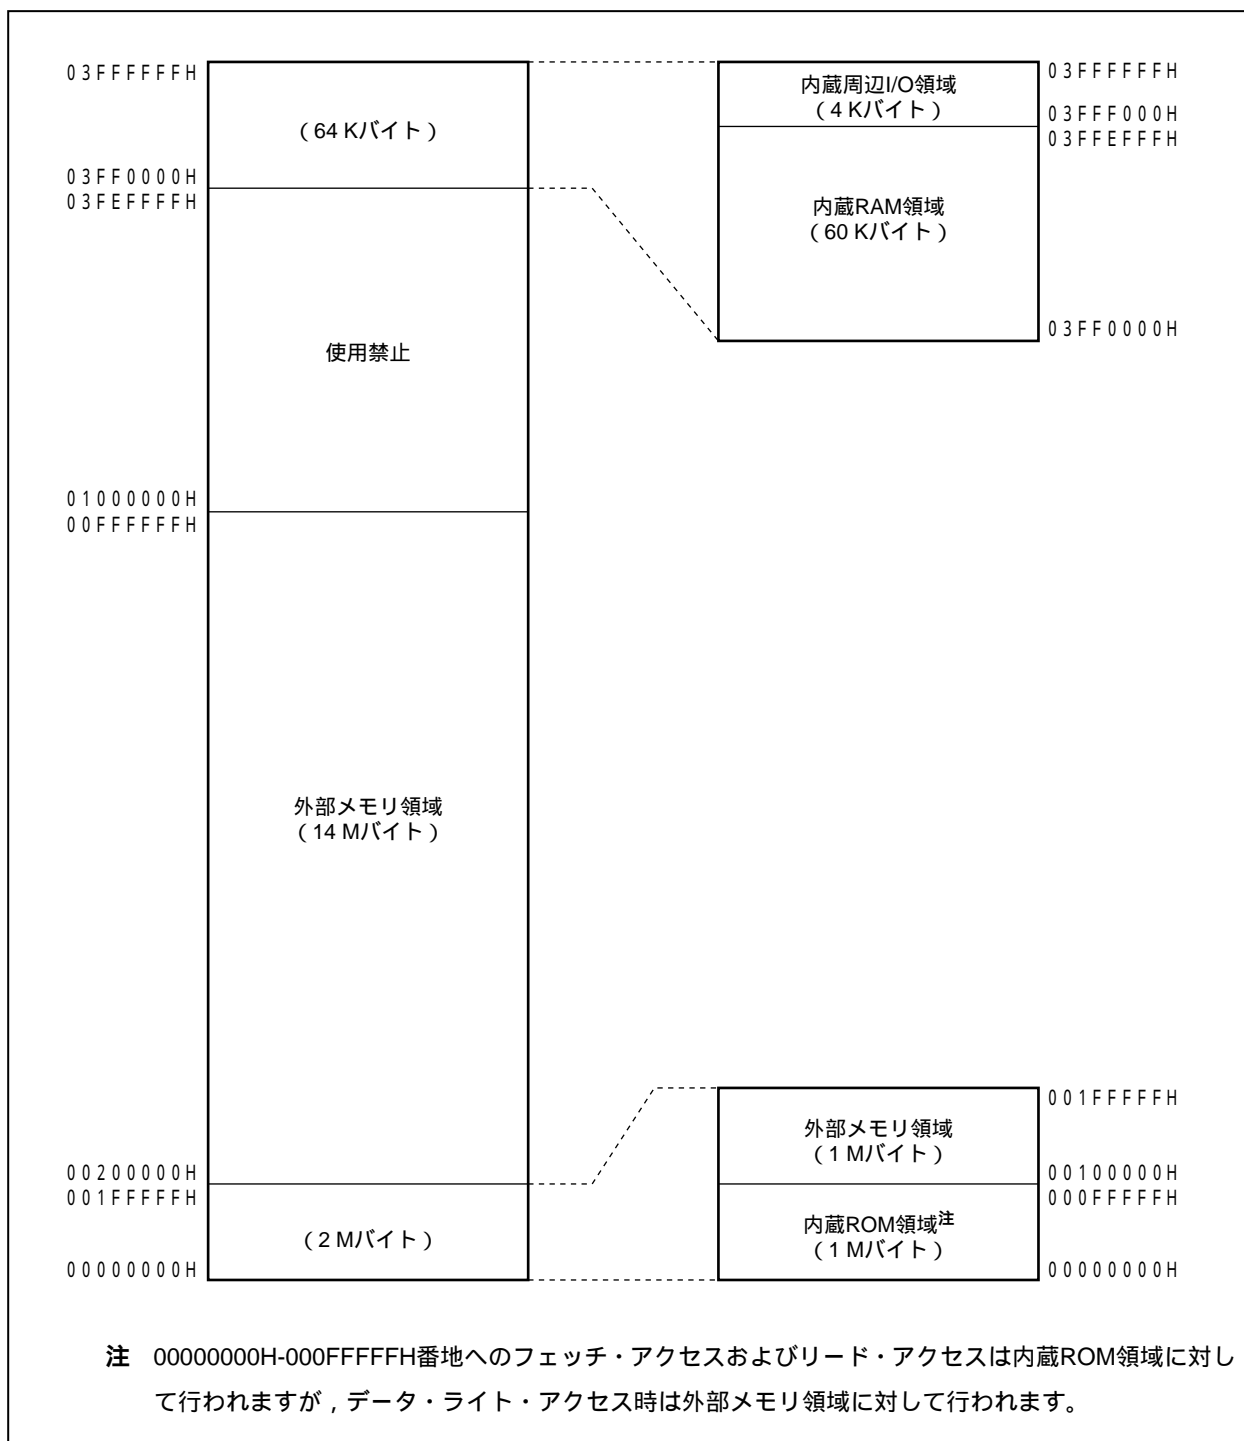 03FFFFFFH
(64 Kバイト)
03FF0000H
03FEFFFFH
使用禁止
01000000H
00FFFFFFH
外部メモリ領域
(14 Mバイト)
00200000H
001FFFFFH
(2 Mバイト)
00000000H
内蔵周辺I/O領域
(4 Kバイト)
03FFFFFFH
03FFF000H
03FFEFFFH
内蔵RAM領域
(60 Kバイト)
03FF0000H
001FFFFFH
外部メモリ領域
(1 Mバイト)
00100000H
000FFFFFH
内蔵ROM領域注
(1 Mバイト)
00000000H
注 00000000H-000FFFFFH番地へのフェッチ・アクセスおよびリード・アクセスは内蔵ROM領域に対し
て行われますが，データ・ライト・アクセス時は外部メモリ領域に対して行われます。